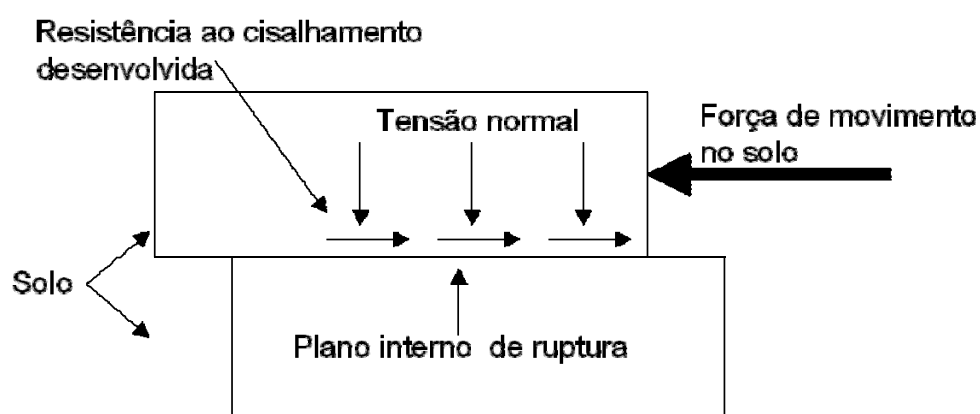 Resistência ao cisalhamento
desenvolvida
Tensão normal
Força de movimento
no solo
Solo
Plano interno de ruptura